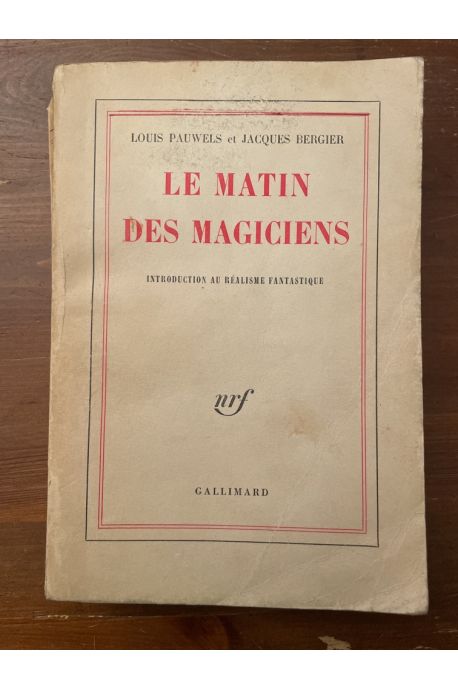 LOUIS PAUWELS et JACQUES BERGIER
LE MATIN
DES MAGICIENS
INTRODUCTION AU RÉALISME FANTASTIQUE
nrf
GALLIMARD